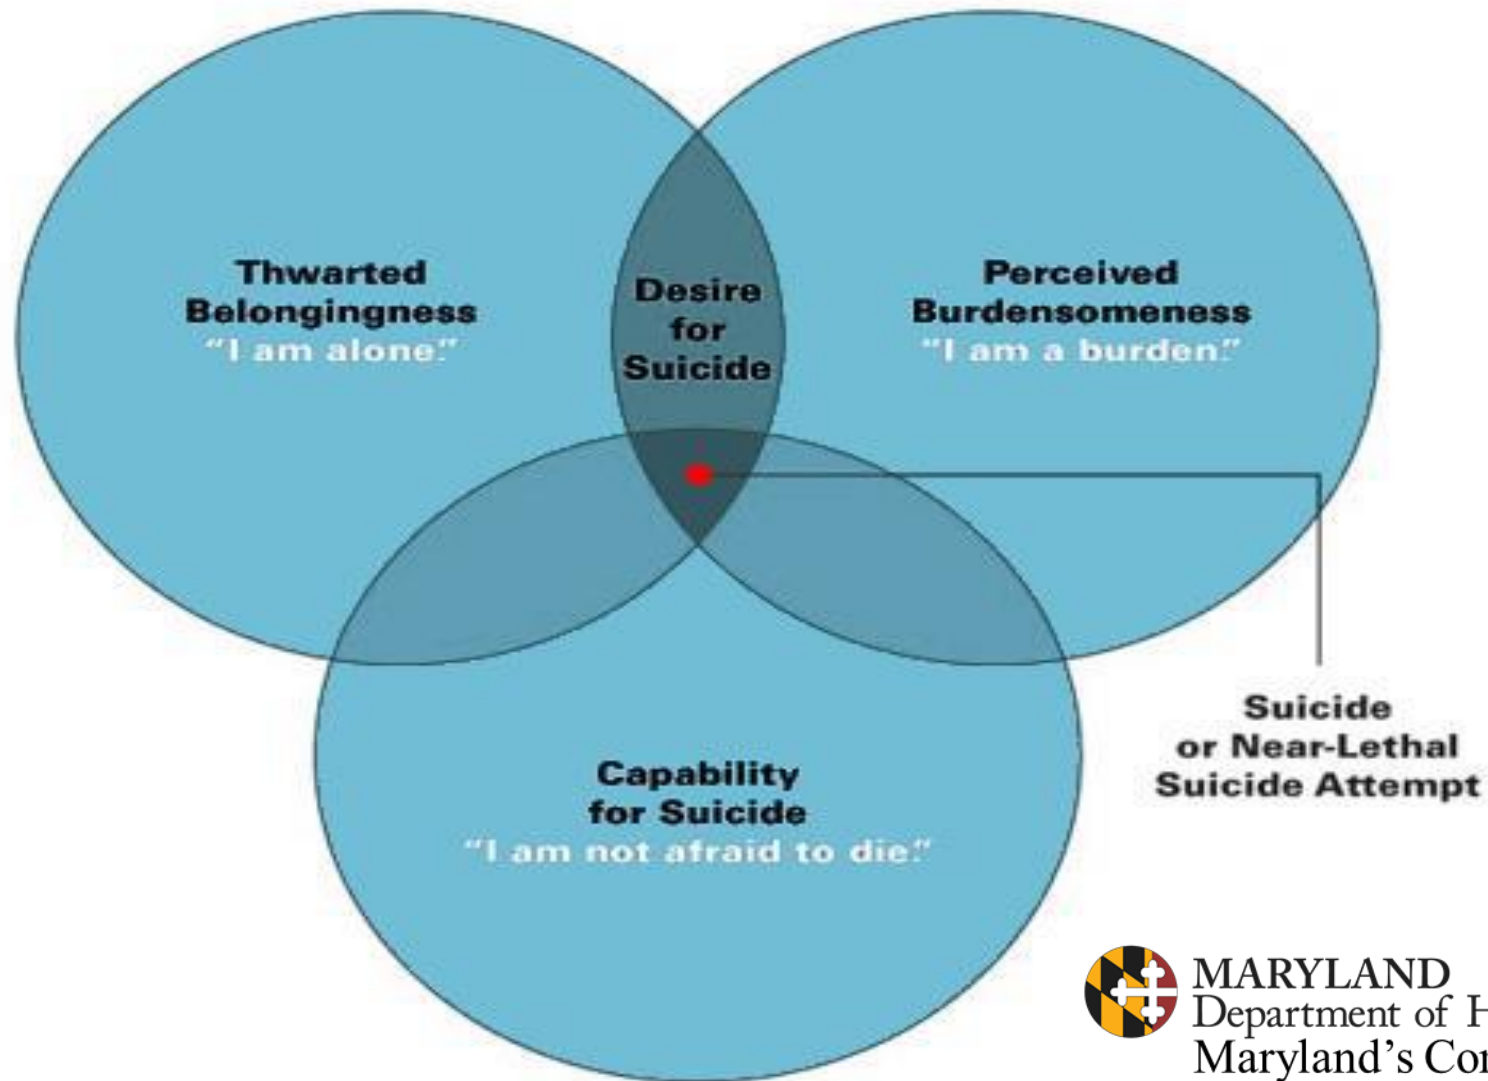 Thwarted
Belongingness
“I am alone.”
Desire
for
Suicide
Perceived
Burdensomeness
“I am a burden.”
Capability
for Suicide
“I am not afraid to die.”
Suicide
or Near-Lethal
Suicide Attempt
MARYLAND
Department of
Maryland’s